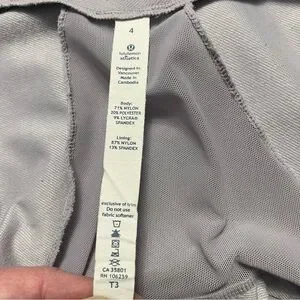 4
lululemon
athletica
Designed in
Vancouver
Made in
Cambodia
Body:
71% NYLON
20% POLYESTER
9% LYCRA®
SPANDEX
Lining:
87% NYLON
13% SPANDEX
exclusive of trim
Do not use
fabric softener
CA 35801
RN 106259
T3